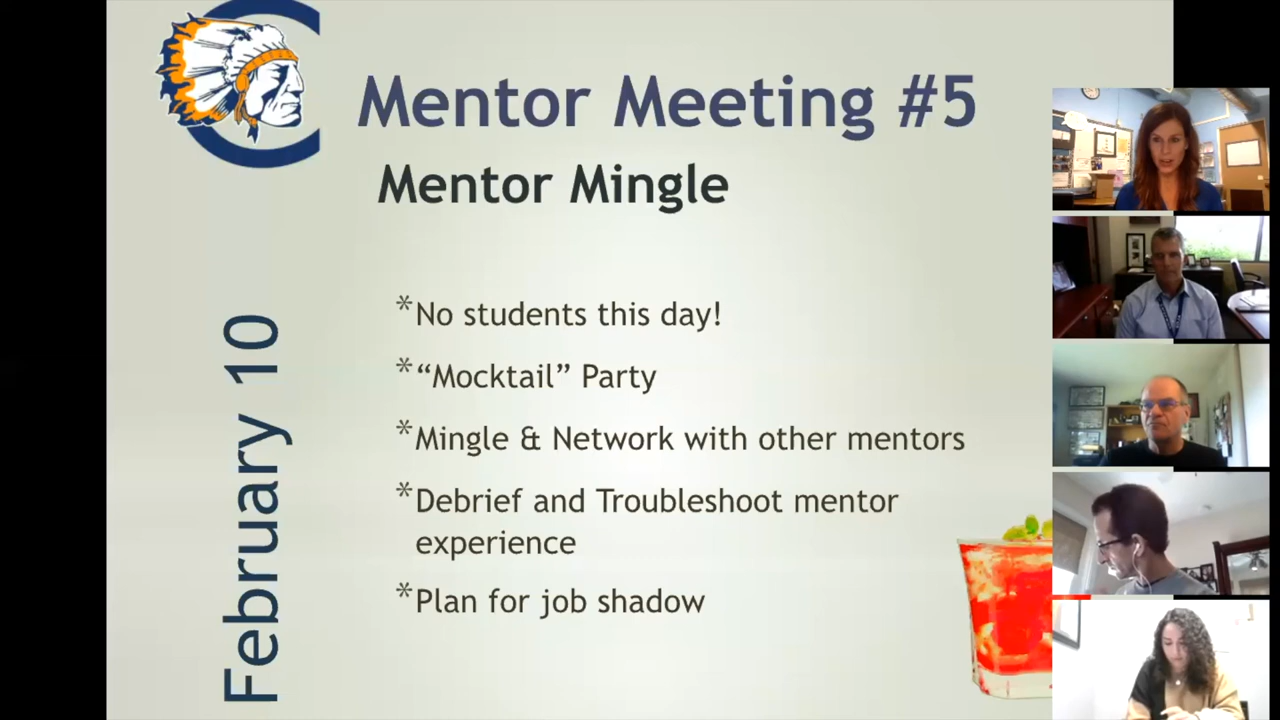 Mentor Meeting #5
Mentor Mingle
February 10
*No students this day!
*“Mocktail” Party
*Mingle & Network with other mentors
*Debrief and Troubleshoot mentor
experience
*Plan for job shadow